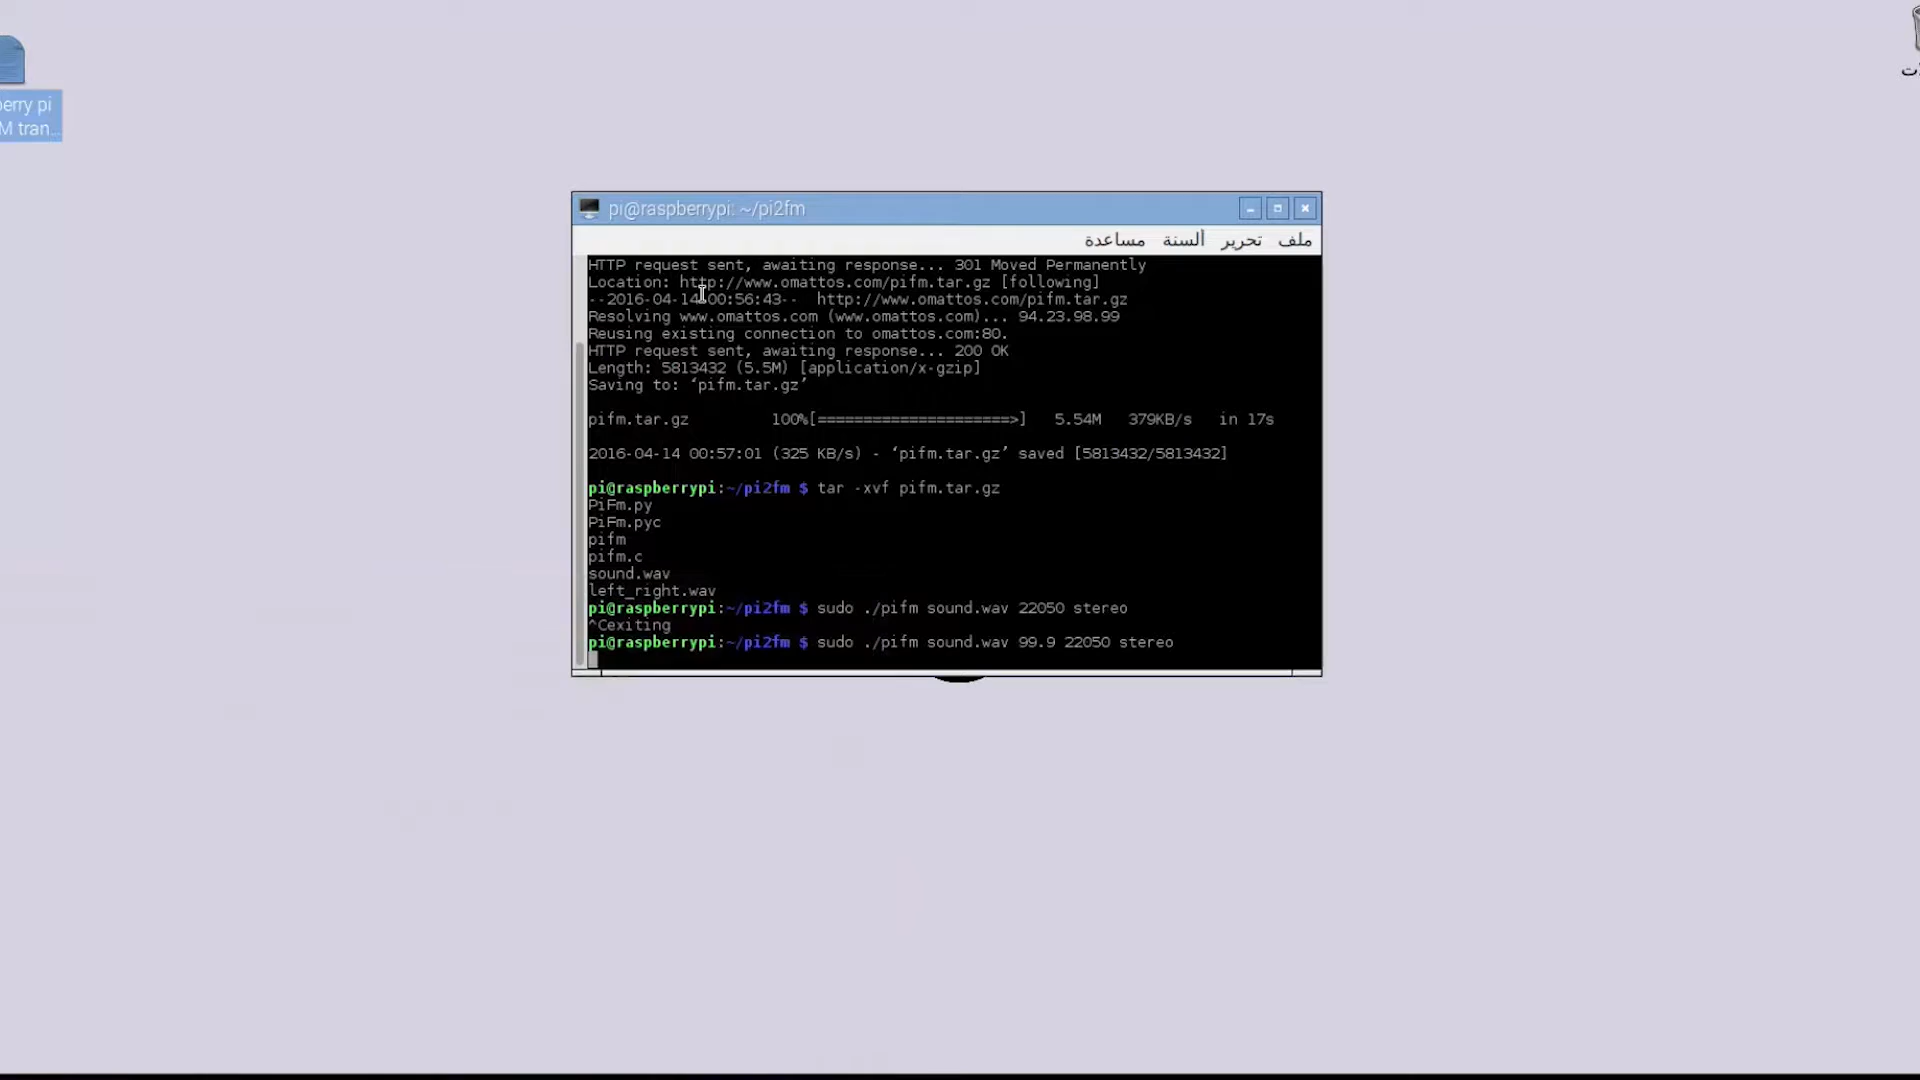 berry pi
M tran...
pi@raspberrypi: ~/pi2fm
ملف تحرير ألسنة مساعدة
HTTP request sent, awaiting response... 301 Moved Permanently
Location: http://www.omattos.com/pifm.tar.gz [following]
--2016-04-14 00:56:43--  http://www.omattos.com/pifm.tar.gz
Resolving www.omattos.com (www.omattos.com)... 94.23.98.99
Reusing existing connection to omattos.com:80.
HTTP request sent, awaiting response... 200 OK
Length: 5813432 (5.5M) [application/x-gzip]
Saving to: ‘pifm.tar.gz’
pifm.tar.gz         100%[=====================>]   5.54M   379KB/s   in 17s
2016-04-14 00:57:01 (325 KB/s) - ‘pifm.tar.gz’ saved [5813432/5813432]
pi@raspberrypi:~/pi2fm $ tar -xvf pifm.tar.gz
PiFm.py
PiFm.pyc
pifm
pifm.c
sound.wav
left_right.wav
pi@raspberrypi:~/pi2fm $ sudo ./pifm sound.wav 22050 stereo
^Cexiting
pi@raspberrypi:~/pi2fm $ sudo ./pifm sound.wav 99.9 22050 stereo